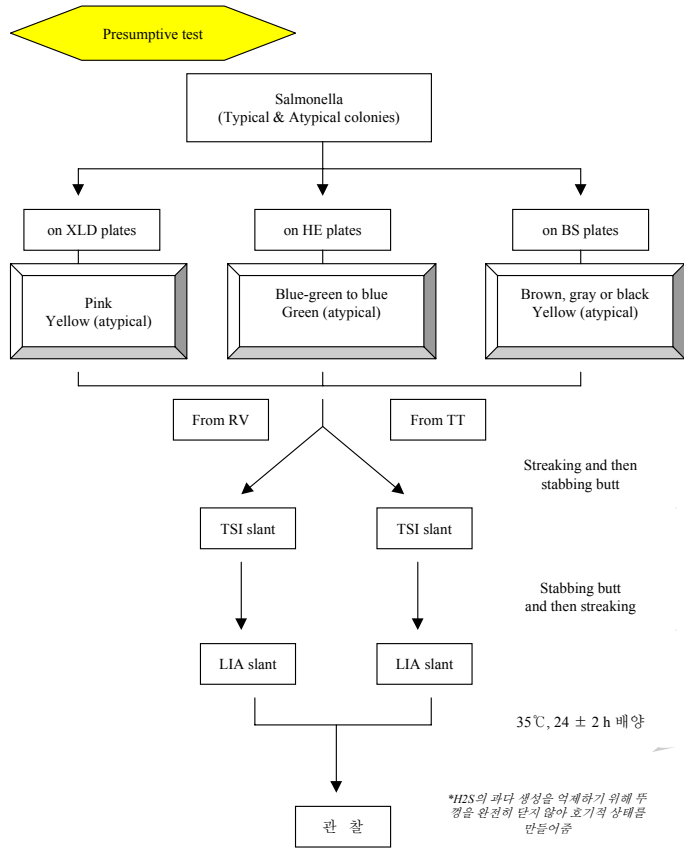 Presumptive test
Salmonella
(Typical & Atypical colonies)
on XLD plates
on HE plates
on BS plates
Pink
Yellow (atypical)
Blue-green to blue
Green (atypical)
Brown, gray or black
Yellow (atypical)
From RV
From TT
Streaking and then
stabbing butt
TSI slant
TSI slant
Stabbing butt
and then streaking
LIA slant
LIA slant
35℃, 24 ± 2 h 배양
*H2S의 과다 생성을 억제하기 위해 뚜
껑을 완전히 닫지 않아 호기적 상태를
만들어줌
관 찰